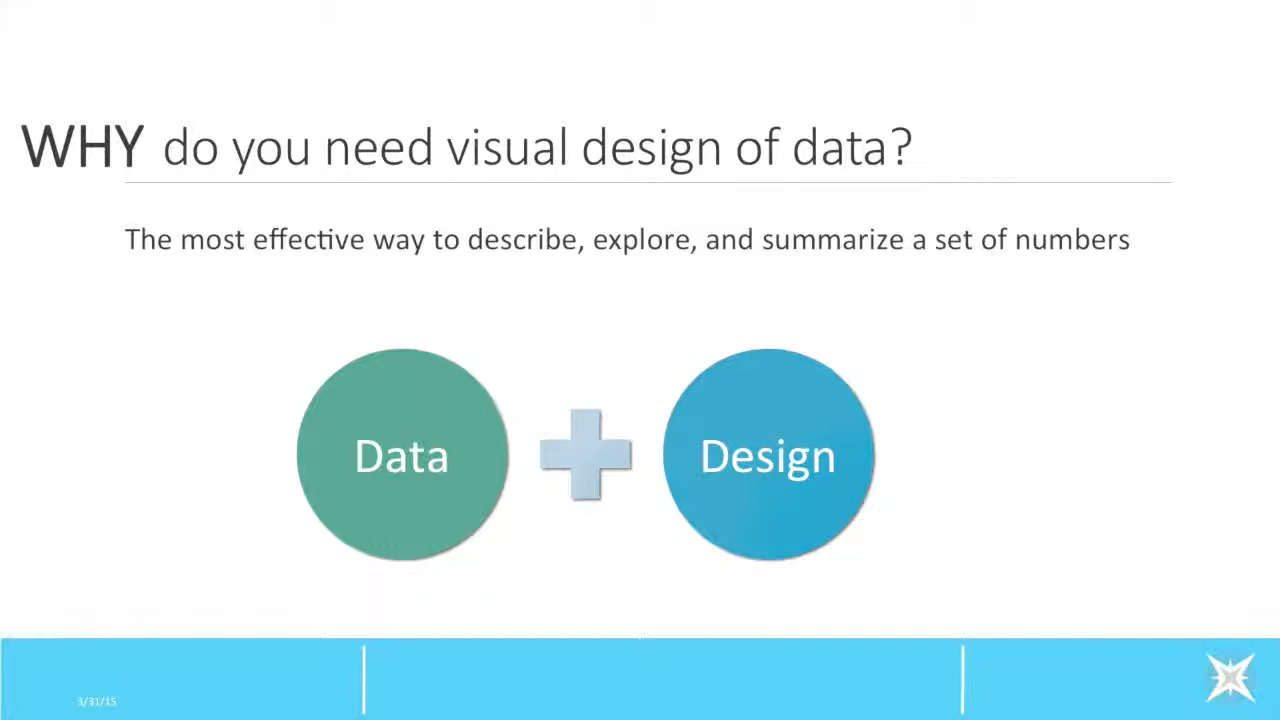 WHY do you need visual design of data?
The most effective way to describe, explore, and summarize a set of numbers
Data
Design
3/31/15